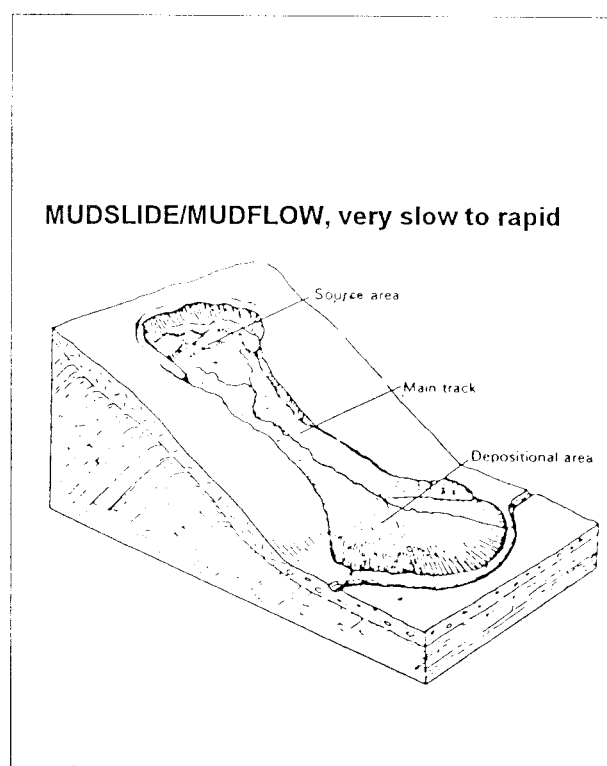 MUDSLIDE/MUDFLOW, very slow to rapid
Source area
Main track
Depositional area